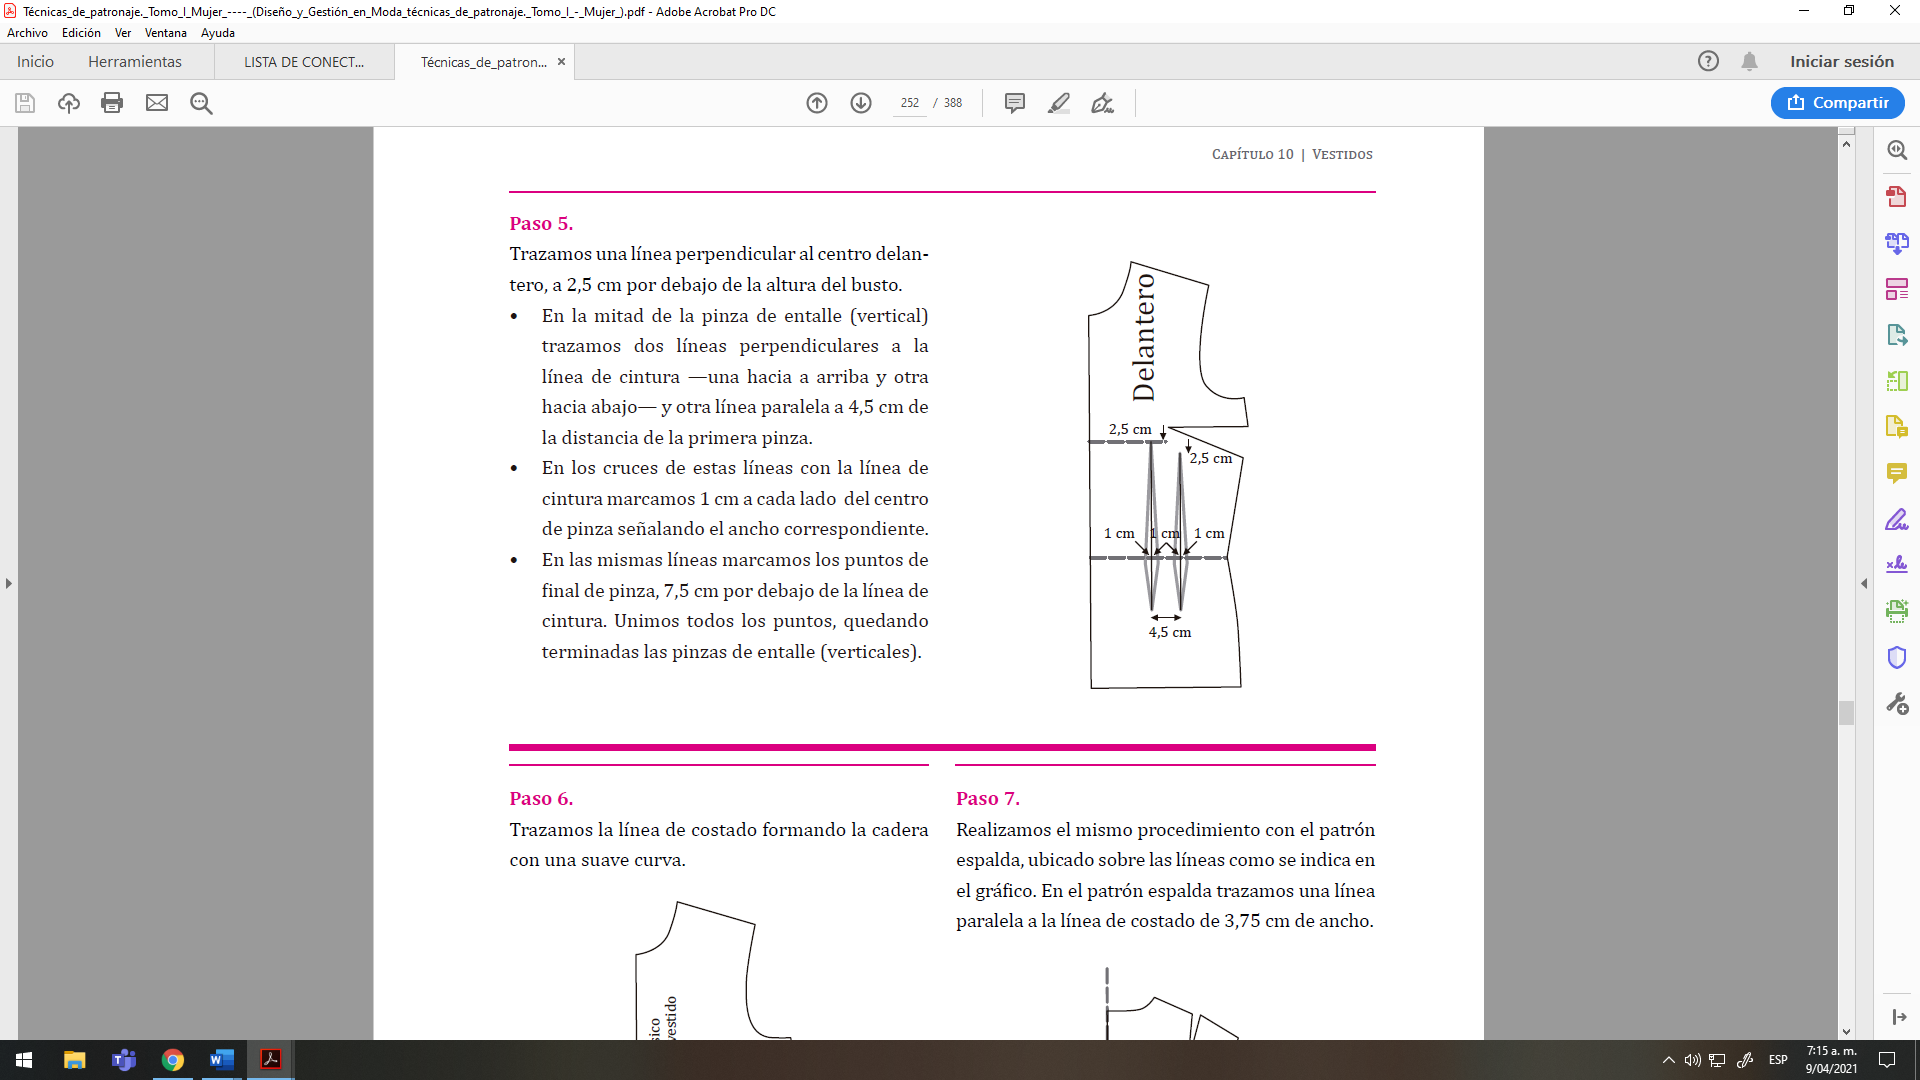 Técnicas_de_patronaje._Tomo_I_Mujer_----_(Diseño_y_Gestión_en_Moda_técnicas_de_patronaje._Tomo_I_-_Mujer_).pdf - Adobe Acrobat Pro DC
Archivo Edición Ver Ventana Ayuda
Inicio Herramientas LISTA DE CONECT... Técnicas_de_patron... × Iniciar sesión
252 / 388 Compartir
Capítulo 10 | Vestidos
Paso 5.
Trazamos una línea perpendicular al centro delan-
tero, a 2,5 cm por debajo de la altura del busto.
• En la mitad de la pinza de entalle (vertical)
trazamos dos líneas perpendiculares a la
línea de cintura —una hacia a arriba y otra
hacia abajo— y otra línea paralela a 4,5 cm de
la distancia de la primera pinza.
• En los cruces de estas líneas con la línea de
cintura marcamos 1 cm a cada lado del centro
de pinza señalando el ancho correspondiente.
• En las mismas líneas marcamos los puntos de
final de pinza, 7,5 cm por debajo de la línea de
cintura. Unimos todos los puntos, quedando
terminadas las pinzas de entalle (verticales).
Delantero
2,5 cm
2,5 cm
1 cm 1 cm 1 cm
4,5 cm
Paso 6.
Trazamos la línea de costado formando la cadera
con una suave curva.
sico
vestido
Paso 7.
Realizamos el mismo procedimiento con el patrón
espalda, ubicado sobre las líneas como se indica en
el gráfico. En el patrón espalda trazamos una línea
paralela a la línea de costado de 3,75 cm de ancho.
ESP
7:15 a. m.
9/04/2021